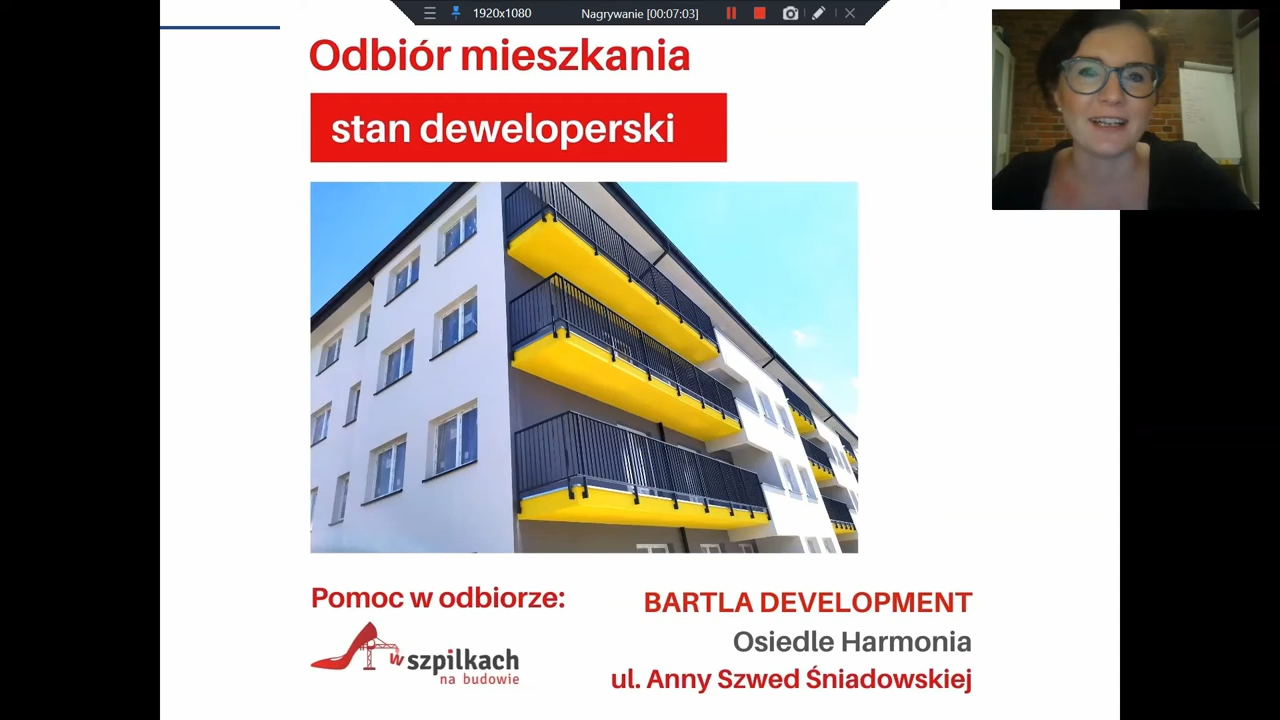 1920x1080
Nagrywanie [00:07:03]
Odbiór mieszkania
stan deweloperski
Pomoc w odbiorze:
w szpilkach
na budowie
BARTLA DEVELOPMENT
Osiedle Harmonia
ul. Anny Szwed Śniadowskiej